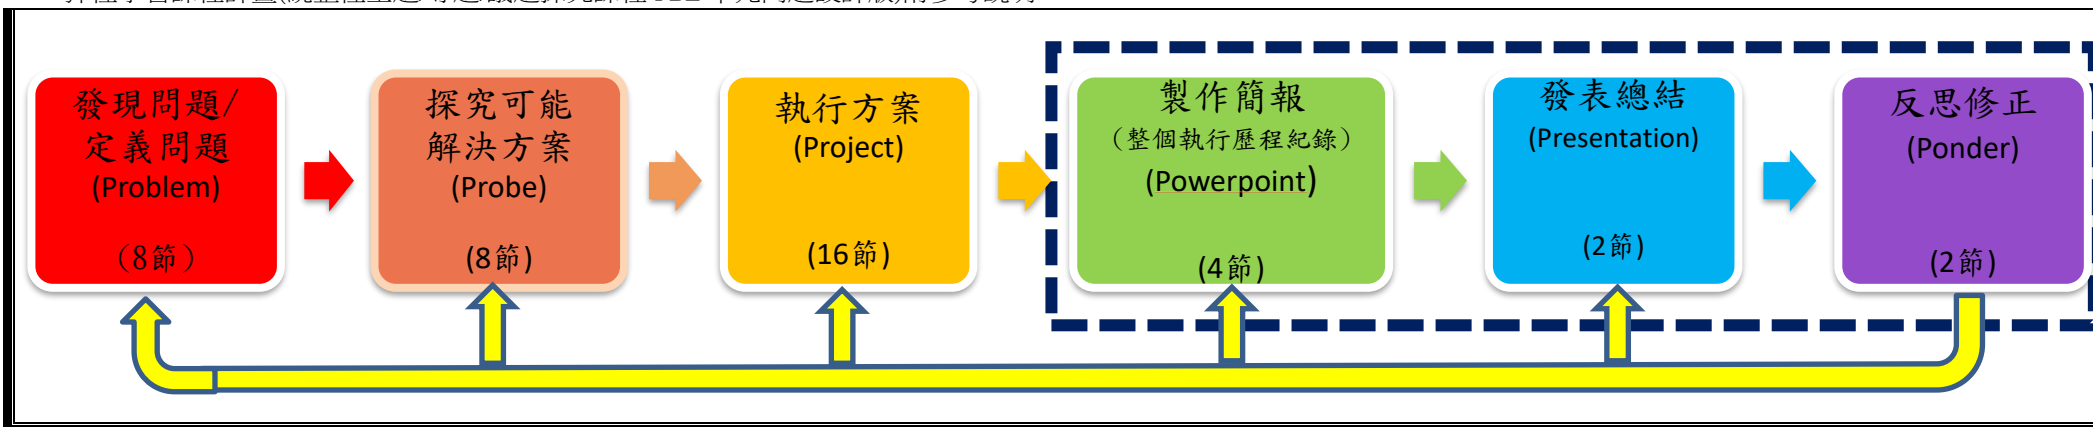 發現問題/
定義問題
(Problem)
（8節）
探究可能
解決方案
(Probe)
(8節)
執行方案
(Project)
(16節)
製作簡報
（整個執行歷程紀錄）
(Powerpoint)
(4節)
發表總結
(Presentation)
(2節)
反思修正
(Ponder)
(2節)